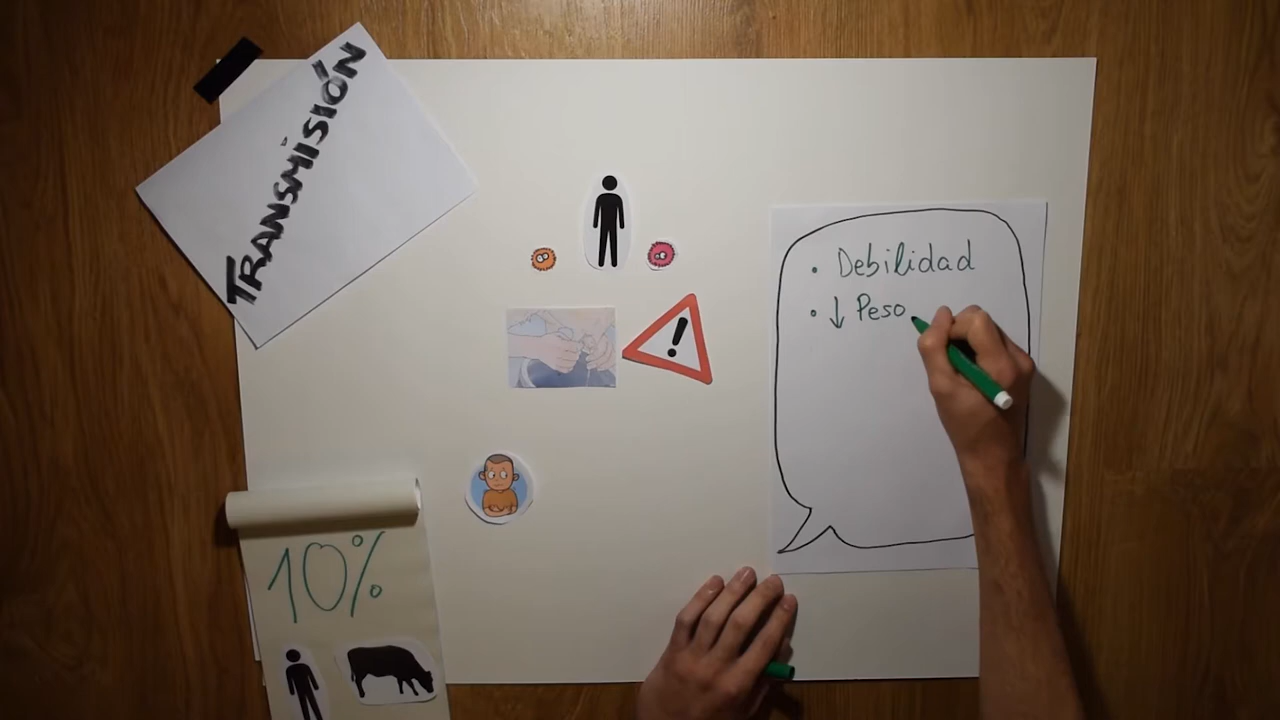 TRANSMISIÓN
• Debilidad
• ↓ Peso
!
10%